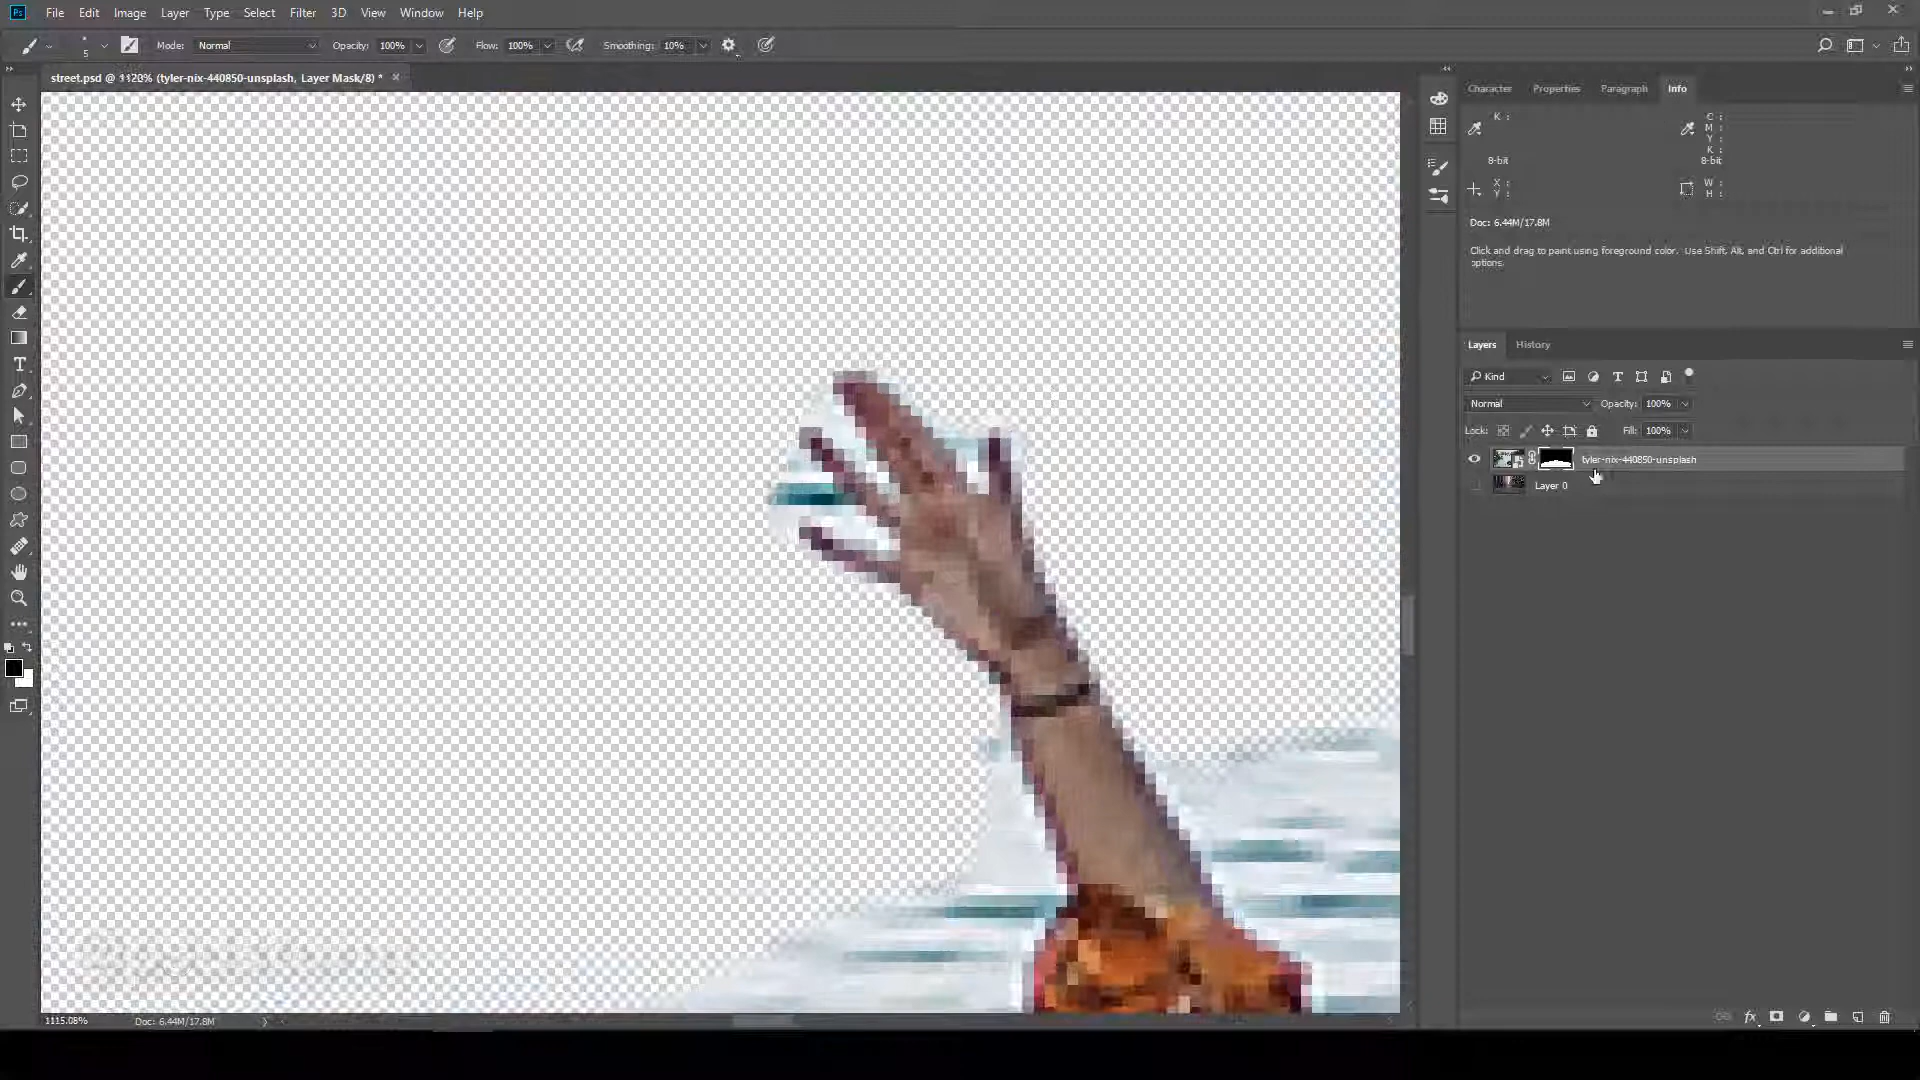 Ps File Edit Image Layer Type Select Filter 3D View Window Help
5 Mode: Normal Opacity: 100% Flow: 100% Smoothing: 10%
street.psd @ 1120% (tyler-nix-440850-unsplash, Layer Mask/8) * ×
Character Properties Paragraph Info
K : C :
M :
Y :
K :
8-bit 8-bit
X : W :
Y : H :
Doc: 6.44M/17.8M
Click and drag to paint using foreground color. Use Shift, Alt, and Ctrl for additional
options.
Layers History
Kind
Normal Opacity: 100%
Lock: Fill: 100%
tyler-nix-440850-unsplash
Layer 0
fx
1115.08% Doc: 6.44M/17.8M